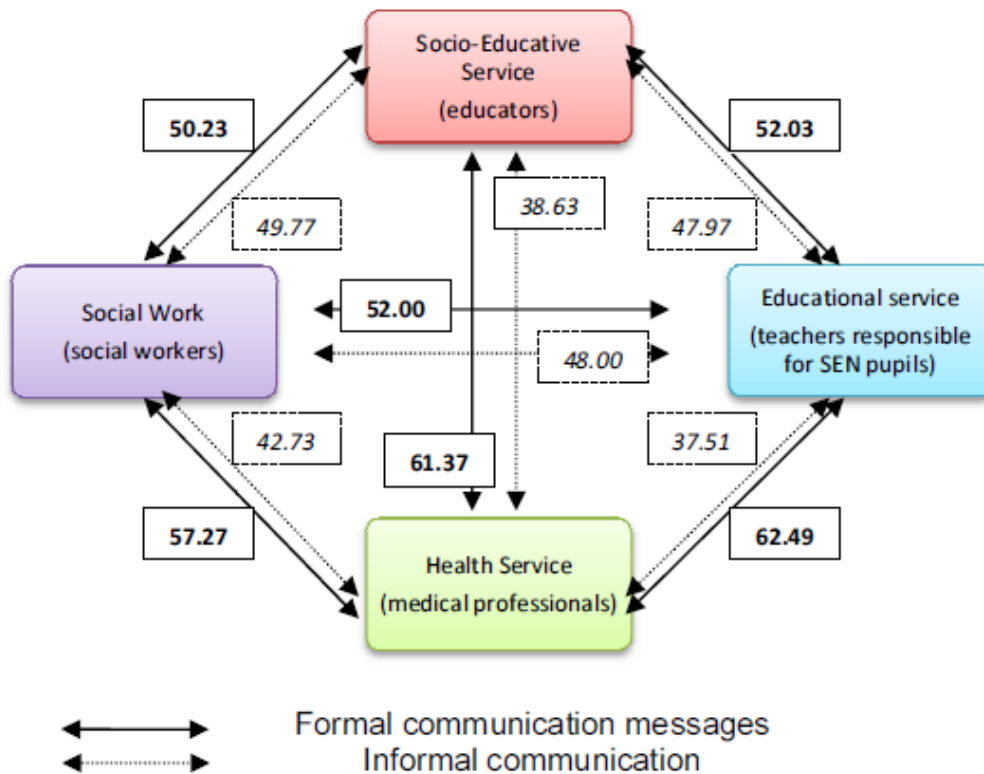 Socio-Educative
Service
(educators)
50.23
52.03
38.63
49.77
47.97
Social Work
(social workers)
52.00
48.00
Educational service
(teachers responsible
for SEN pupils)
42.73
37.51
61.37
57.27
62.49
Health Service
(medical professionals)
Formal communication messages
Informal communication